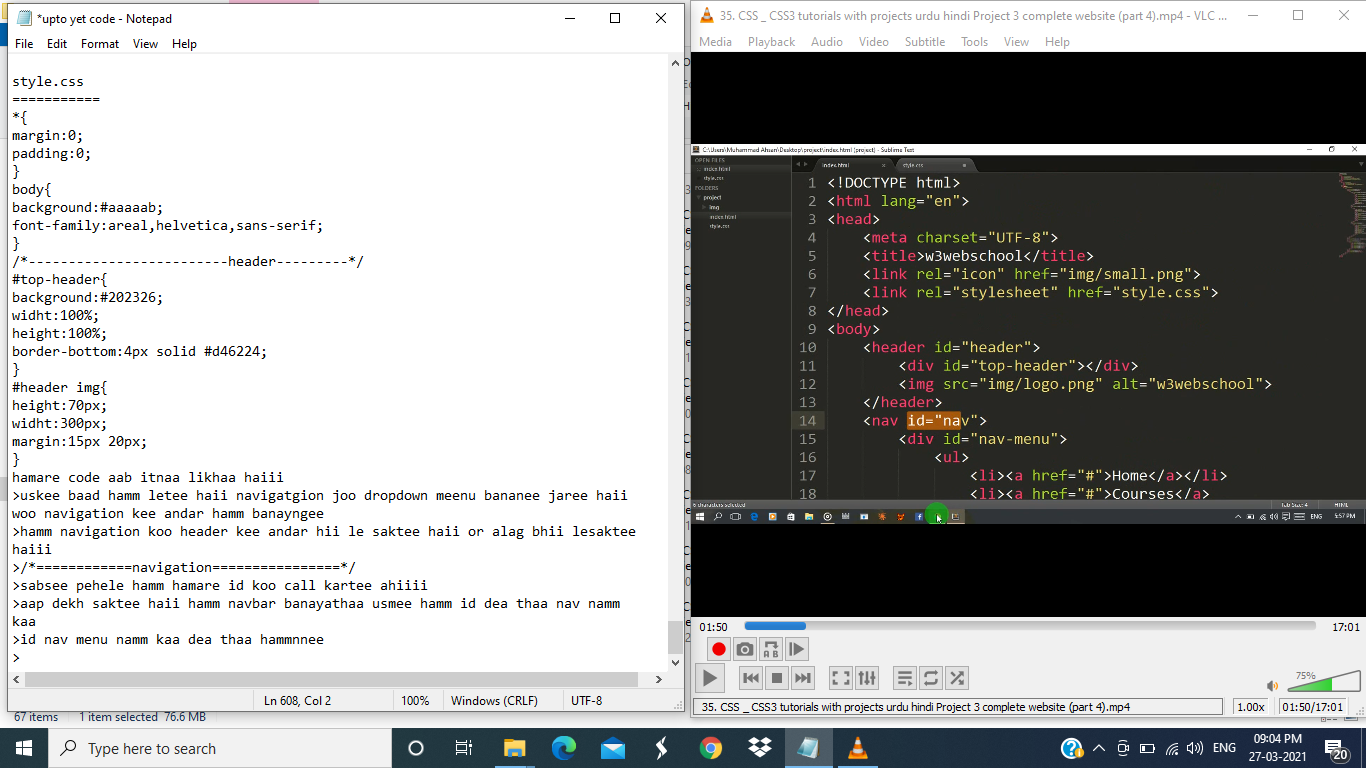 *upto yet code - Notepad
File Edit Format View Help
style.css
===========
*{
margin:0;
padding:0;
}
body{
background:#aaaaab;
font-family:areal,helvetica,sans-serif;
}
/*-------------------------header---------*/
#top-header{
background:#202326;
widht:100%;
height:100%;
border-bottom:4px solid #d46224;
}
#header img{
height:70px;
widht:300px;
margin:15px 20px;
}
hamare code aab itnaa likhaa haiii
>uskee baad hamm letee haii navigatgion joo dropdown meenu bananee jaree haii
woo navigation kee andar hamm banayngee
>hamm navigation koo header kee andar hii le saktee haii or alag bhii lesaktee
haiii
>/*============navigation================*/
>sabsee pehele hamm hamare id koo call kartee ahiiii
>aap dekh saktee haii hamm navbar banayathaa usmee hamm id dea thaa nav namm
kaa
>id nav menu namm kaa dea thaa hammnnee
>
Ln 608, Col 2 100% Windows (CRLF) UTF-8
67 items 1 item selected 76.6 MB
35. CSS _ CSS3 tutorials with projects urdu hindi Project 3 complete website (part 4).mp4 - VLC ...
Media Playback Audio Video Subtitle Tools View Help
C:\Users\Muhammad Ahsan\Desktop\project\index.html (project) - Sublime Text
OPEN FILES
index.html
style.css
FOLDERS
project
img
index.html
style.css
index.html style.css
1 <!DOCTYPE html>
2 <html lang="en">
3 <head>
4 <meta charset="UTF-8">
5 <title>w3webschool</title>
6 <link rel="icon" href="img/small.png">
7 <link rel="stylesheet" href="style.css">
8 </head>
9 <body>
10 <header id="header">
11 <div id="top-header"></div>
12 <img src="img/logo.png" alt="w3webschool">
13 </header>
14 <nav id="nav">
15 <div id="nav-menu">
16 <ul>
17 <li><a href="#">Home</a></li>
18 <li><a href="#">Courses</a>
6 characters selected Tab Size: 4 HTML
ENG 5:57 PM
01:50 17:01
75%
35. CSS _ CSS3 tutorials with projects urdu hindi Project 3 complete website (part 4).mp4 1.00x 01:50/17:01
Type here to search
ENG 09:04 PM
27-03-2021
20